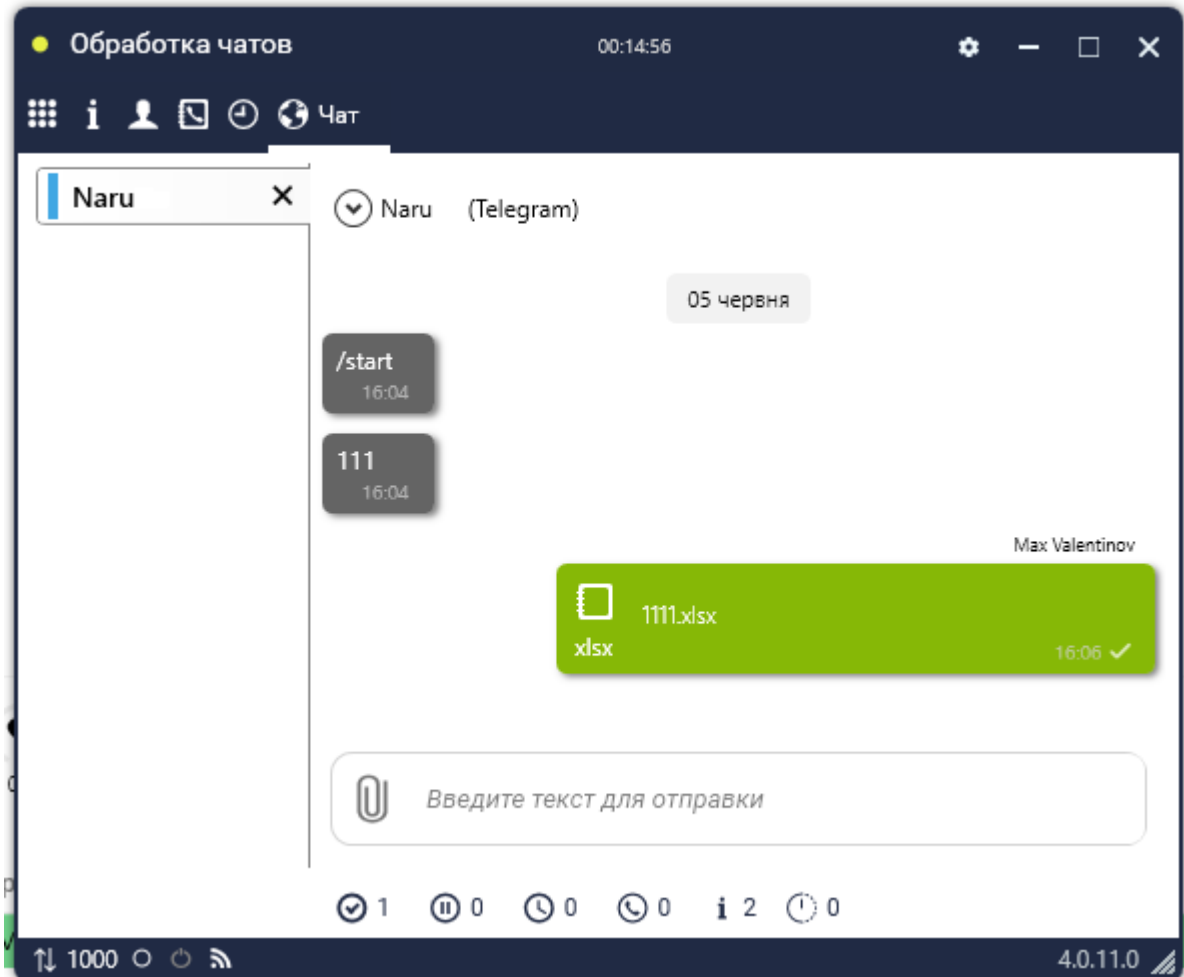 Обработка чатов 00:14:56
Чат
Naru
Naru (Telegram)
05 червня
/start
16:04
111
16:04
Max Valentinov
1111.xlsx
xlsx
16:06
Введите текст для отправки
1 0 0 0 2 0
1000 4.0.11.0